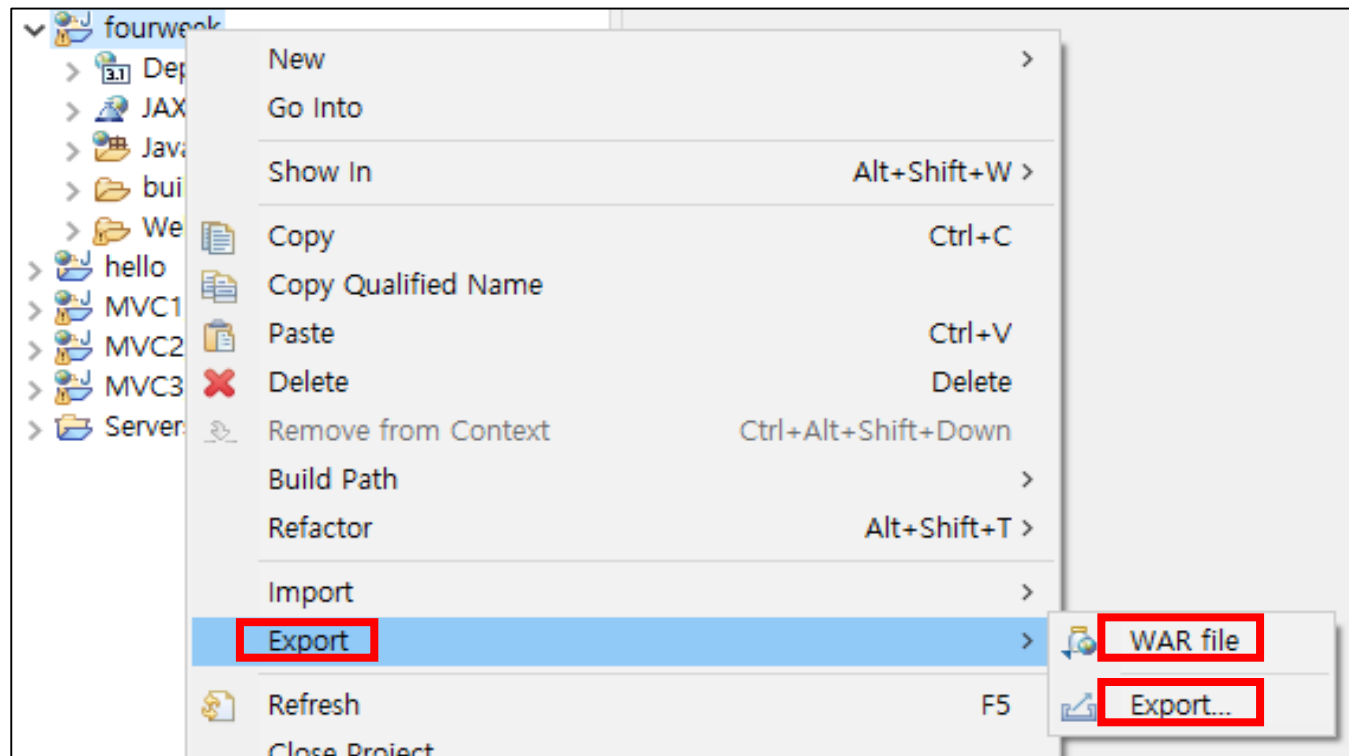 fourweek
New >
Dep
Go Into
JAX
Java
Show In Alt+Shift+W >
bui
We
Copy Ctrl+C
hello
Copy Qualified Name
MVC1
Paste Ctrl+V
MVC2
Delete Delete
MVC3
Server
Remove from Context Ctrl+Alt+Shift+Down
Build Path >
Refactor Alt+Shift+T >
Import >
Export >
WAR file
Refresh F5
Export...
Close Project